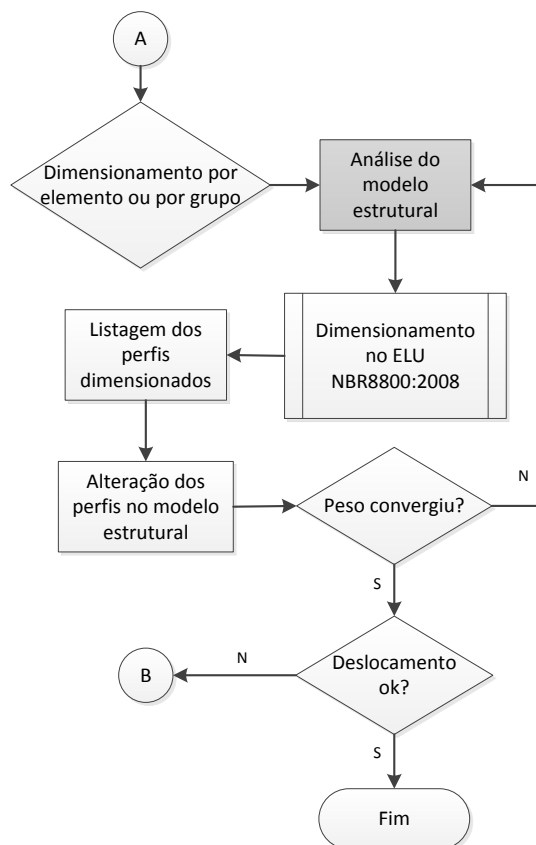 A
Dimensionamento por
elemento ou por grupo
Análise do
modelo
estrutural
Dimensionamento
no ELU
NBR8800:2008
Listagem dos
perfis
dimensionados
Alteração dos
perfis no modelo
estrutural
Peso convergiu?
N
S
Deslocamento
ok?
N
B
S
Fim